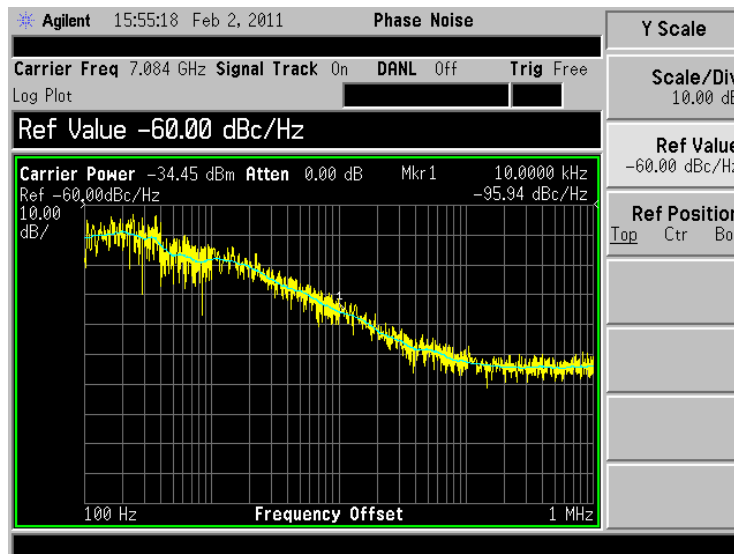 Agilent 15:55:18 Feb 2, 2011 Phase Noise
Y Scale
Carrier Freq 7.084 GHz Signal Track On DANL Off Trig Free
Log Plot
Scale/Div
10.00 dB
Ref Value -60.00 dBc/Hz
Ref Value
-60.00 dBc/Hz
Carrier Power -34.45 dBm Atten 0.00 dB Mkr1 10.0000 kHz
Ref -60.00dBc/Hz -95.94 dBc/Hz
10.00
dB/
Ref Position
Top Ctr Bo
1
100 Hz Frequency Offset 1 MHz